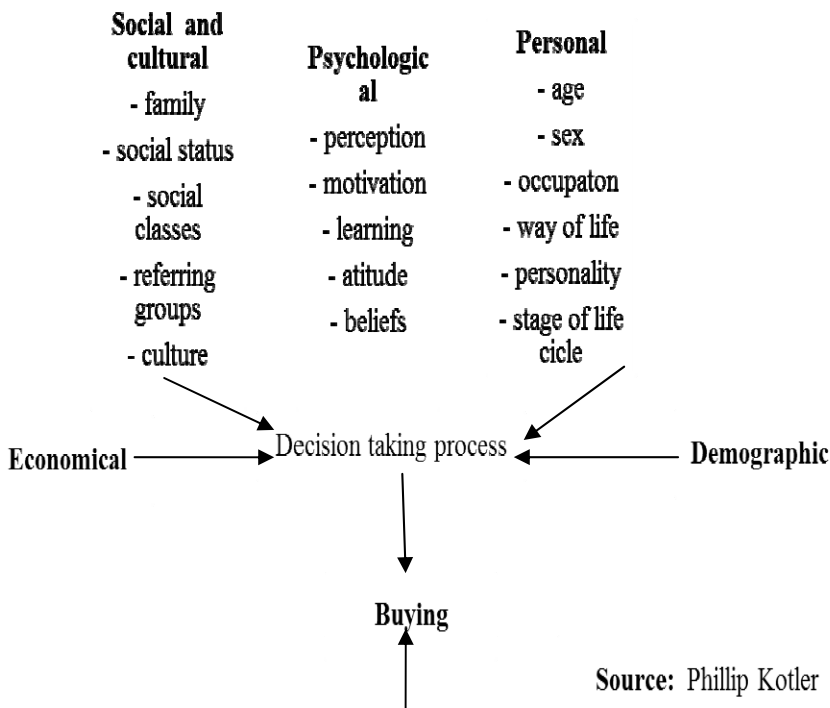 Social and
cultural
- family
- social status
- social
classes
- referring
groups
- culture
Psychologic
al
- perception
- motivation
- learning
- atitude
- beliefs
Personal
- age
- sex
- occupaton
- way of life
- personality
- stage of life
cicle
Economical
Decision taking process
Demographic
Buying
Source: Phillip Kotler